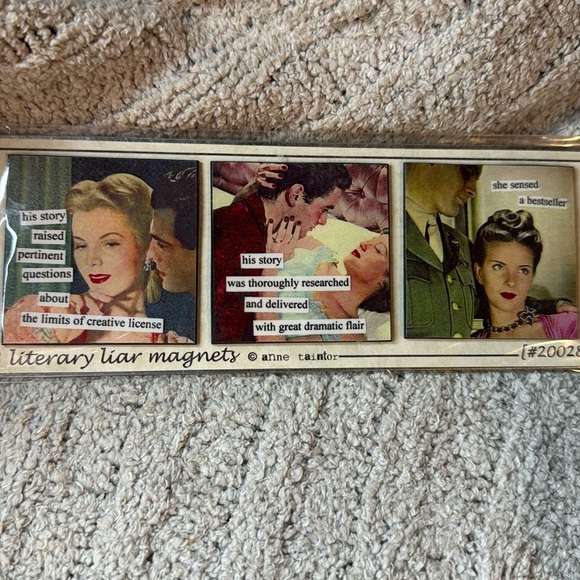 his story
raised
pertinent
questions
about
the limits of creative license
his story
was thoroughly researched
and delivered
with great dramatic flair
she sensed
a bestseller
literary liar magnets © anne taintor
[#20028